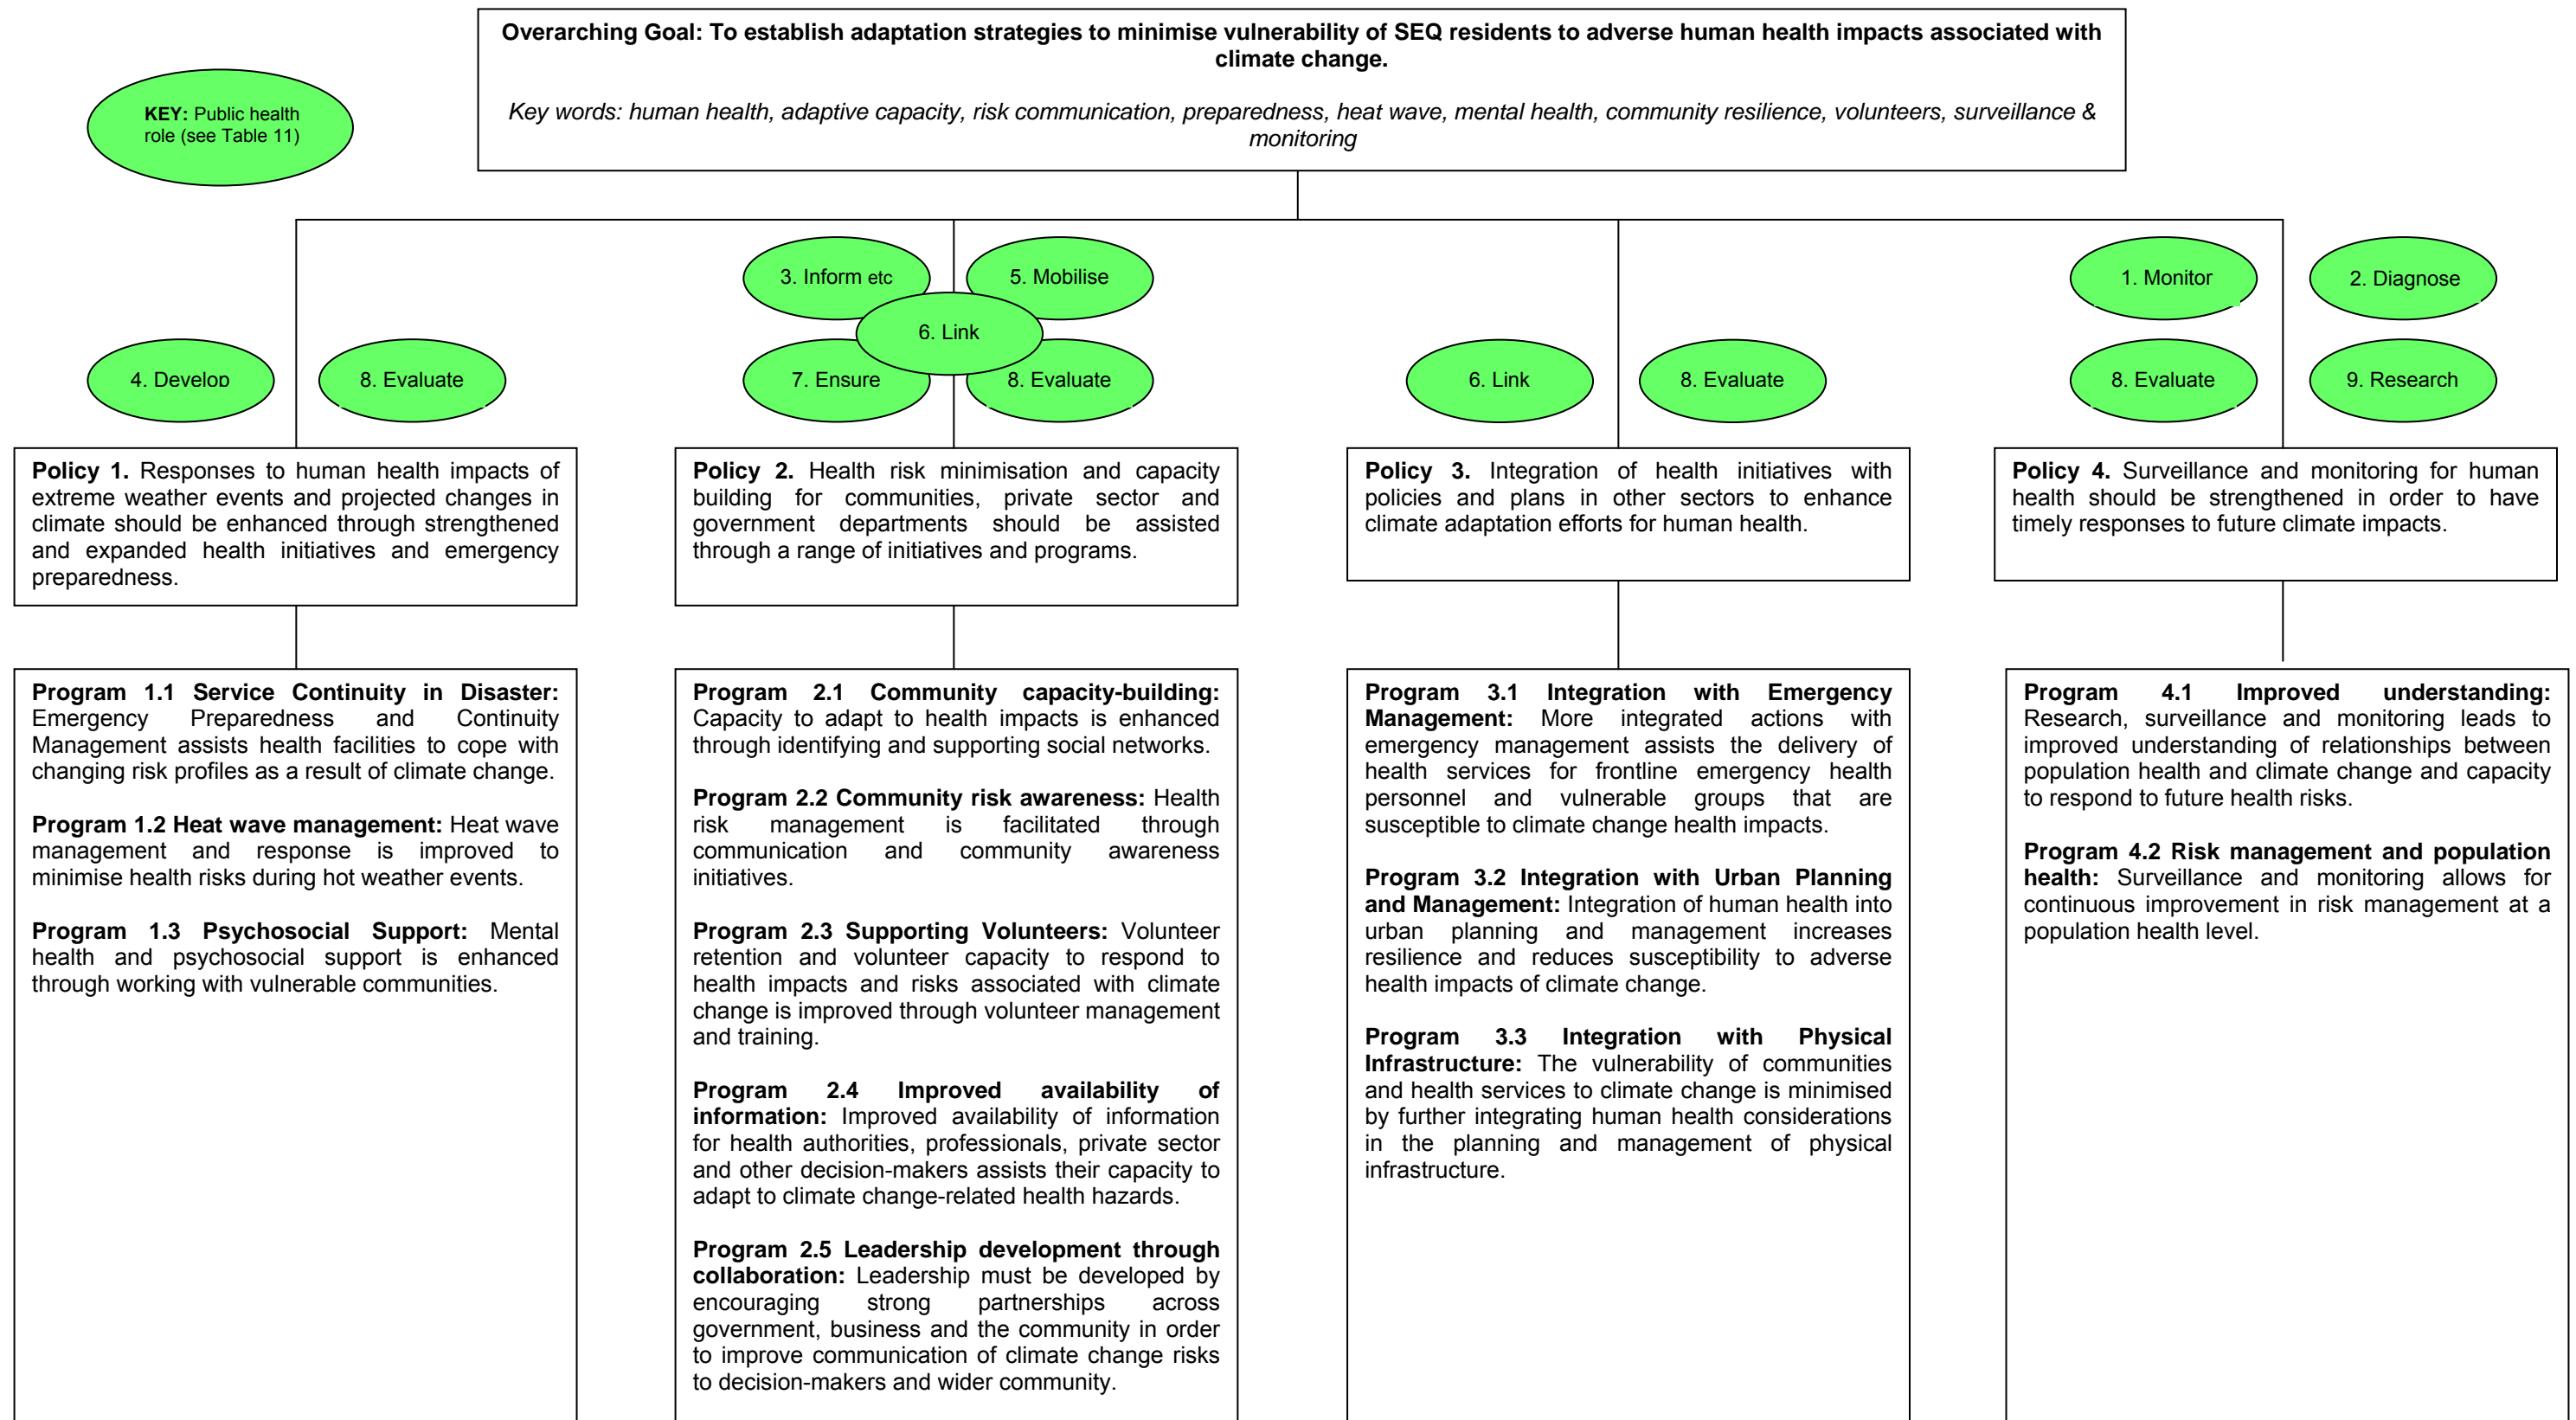 Overarching Goal: To establish adaptation strategies to minimise vulnerability of SEQ residents to adverse human health impacts associated with
climate change.
Key words: human health, adaptive capacity, risk communication, preparedness, heat wave, mental health, community resilience, volunteers, surveillance &
monitoring
KEY: Public health
role (see Table 11)
4. Develop
8. Evaluate
3. Inform etc
5. Mobilise
6. Link
7. Ensure
8. Evaluate
6. Link
8. Evaluate
1. Monitor
2. Diagnose
8. Evaluate
9. Research
Policy 1. Responses to human health impacts of
extreme weather events and projected changes in
climate should be enhanced through strengthened
and expanded health initiatives and emergency
preparedness.
Policy 2. Health risk minimisation and capacity
building for communities, private sector and
government departments should be assisted
through a range of initiatives and programs.
Policy 3. Integration of health initiatives with
policies and plans in other sectors to enhance
climate adaptation efforts for human health.
Policy 4. Surveillance and monitoring for human
health should be strengthened in order to have
timely responses to future climate impacts.
Program 1.1 Service Continuity in Disaster:
Emergency Preparedness and Continuity
Management assists health facilities to cope with
changing risk profiles as a result of climate change.
Program 1.2 Heat wave management: Heat wave
management and response is improved to
minimise health risks during hot weather events.
Program 1.3 Psychosocial Support: Mental
health and psychosocial support is enhanced
through working with vulnerable communities.
Program 2.1 Community capacity-building:
Capacity to adapt to health impacts is enhanced
through identifying and supporting social networks.
Program 2.2 Community risk awareness: Health
risk management is facilitated through
communication and community awareness
initiatives.
Program 2.3 Supporting Volunteers: Volunteer
retention and volunteer capacity to respond to
health impacts and risks associated with climate
change is improved through volunteer management
and training.
Program 2.4 Improved availability of
information: Improved availability of information
for health authorities, professionals, private sector
and other decision-makers assists their capacity to
adapt to climate change-related health hazards.
Program 2.5 Leadership development through
collaboration: Leadership must be developed by
encouraging strong partnerships across
government, business and the community in order
to improve communication of climate change risks
to decision-makers and wider community.
Program 3.1 Integration with Emergency
Management: More integrated actions with
emergency management assists the delivery of
health services for frontline emergency health
personnel and vulnerable groups that are
susceptible to climate change health impacts.
Program 3.2 Integration with Urban Planning
and Management: Integration of human health into
urban planning and management increases
resilience and reduces susceptibility to adverse
health impacts of climate change.
Program 3.3 Integration with Physical
Infrastructure: The vulnerability of communities
and health services to climate change is minimised
by further integrating human health considerations
in the planning and management of physical
infrastructure.
Program 4.1 Improved understanding:
Research, surveillance and monitoring leads to
improved understanding of relationships between
population health and climate change and capacity
to respond to future health risks.
Program 4.2 Risk management and population
health: Surveillance and monitoring allows for
continuous improvement in risk management at a
population health level.